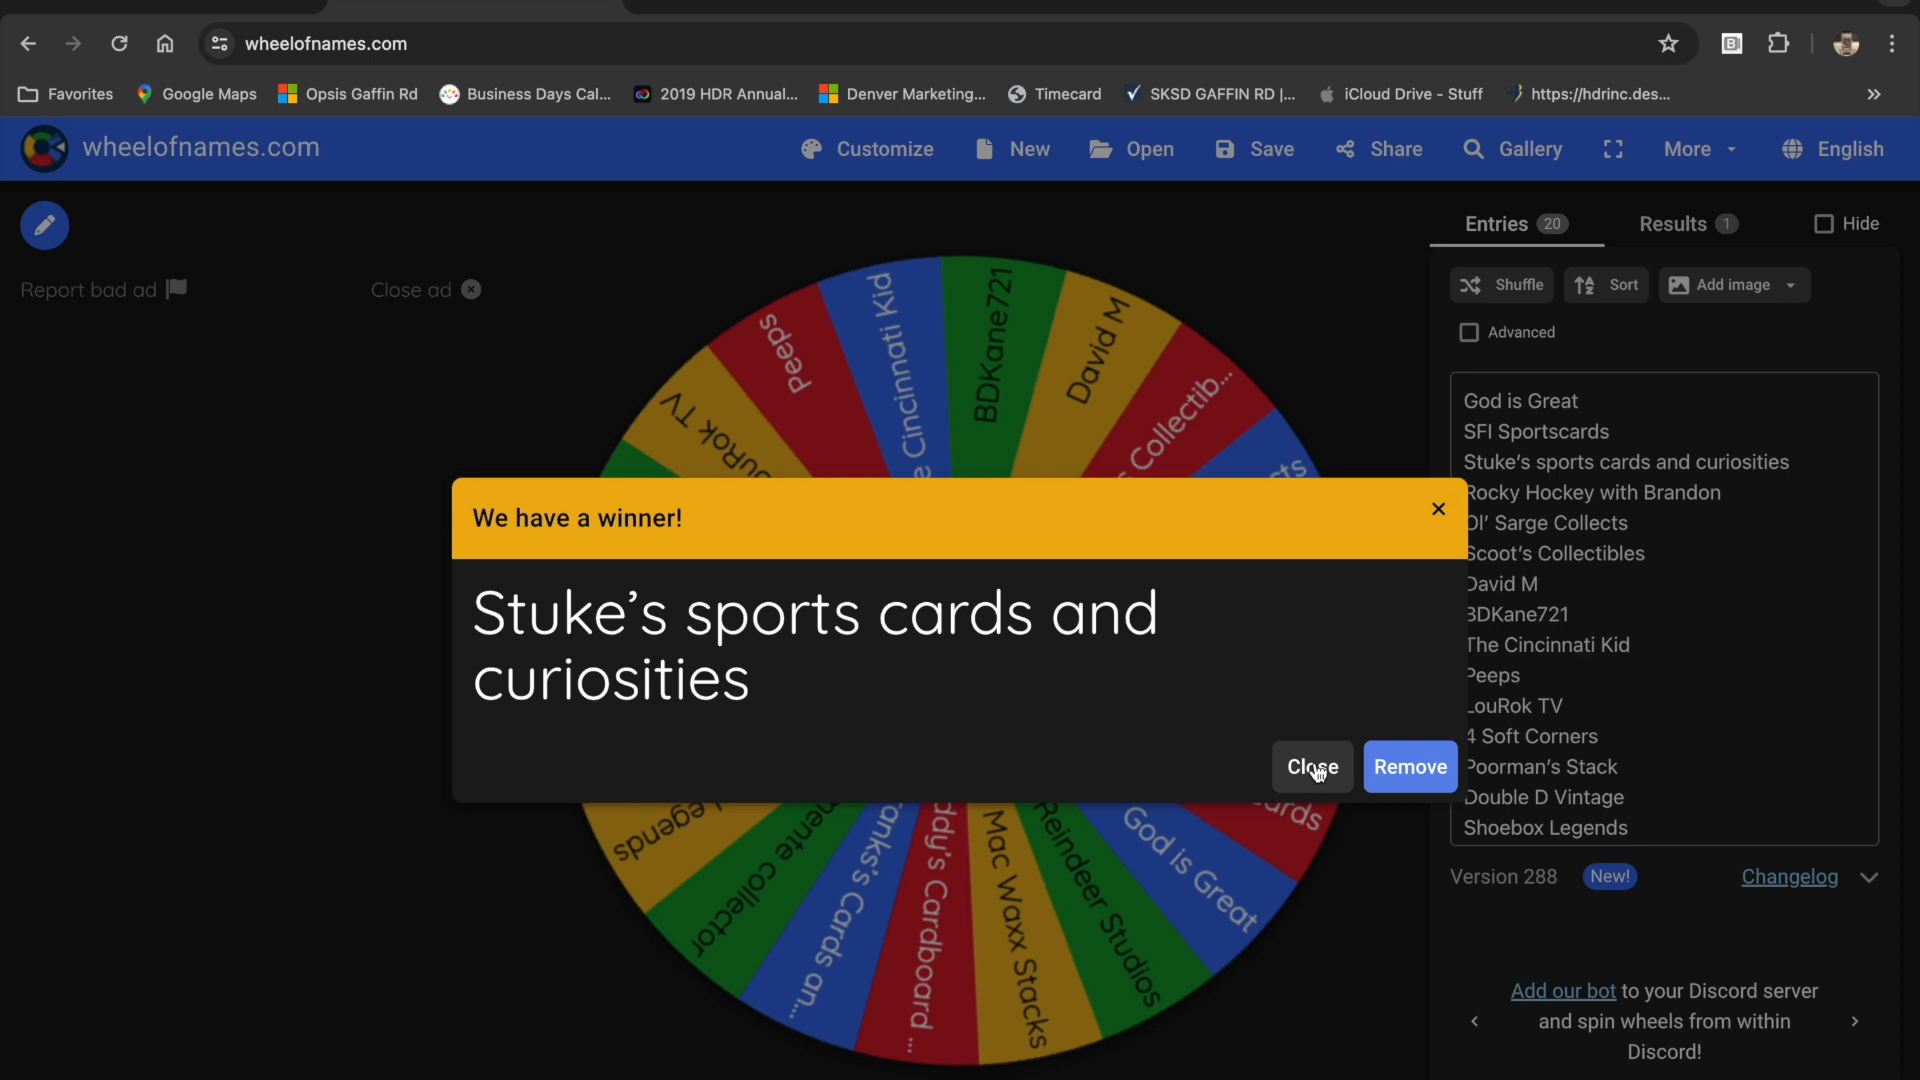 wheelofnames.com
Favorites
Google Maps
Opsis Gaffin Rd
Business Days Cal...
2019 HDR Annual...
Denver Marketing...
Timecard
SKSD GAFFIN RD |...
iCloud Drive - Stuff
https://hdrinc.des...
wheelofnames.com
Customize
New
Open
Save
Share
Gallery
More
English
Report bad ad
Close ad
Entries 20
Results 1
Hide
Shuffle
Sort
Add image
Advanced
Peeps
Cincinnati Kid
BDKane721
David M
Collectib...
We have a winner!
Stuke’s sports cards and
curiosities
Close
Remove
God is Great
SFI Sportscards
Stuke’s sports cards and curiosities
Rocky Hockey with Brandon
Ol’ Sarge Collects
Scoot’s Collectibles
David M
BDKane721
The Cincinnati Kid
Peeps
LouRok TV
4 Soft Corners
Poorman’s Stack
Double D Vintage
Shoebox Legends
Legends
collector
Cards an...
Cardboard ...
Mac Waxx Stacks
Reindeer Studios
God is Great
Version 288
New!
Changelog
Add our bot to your Discord server
and spin wheels from within
Discord!